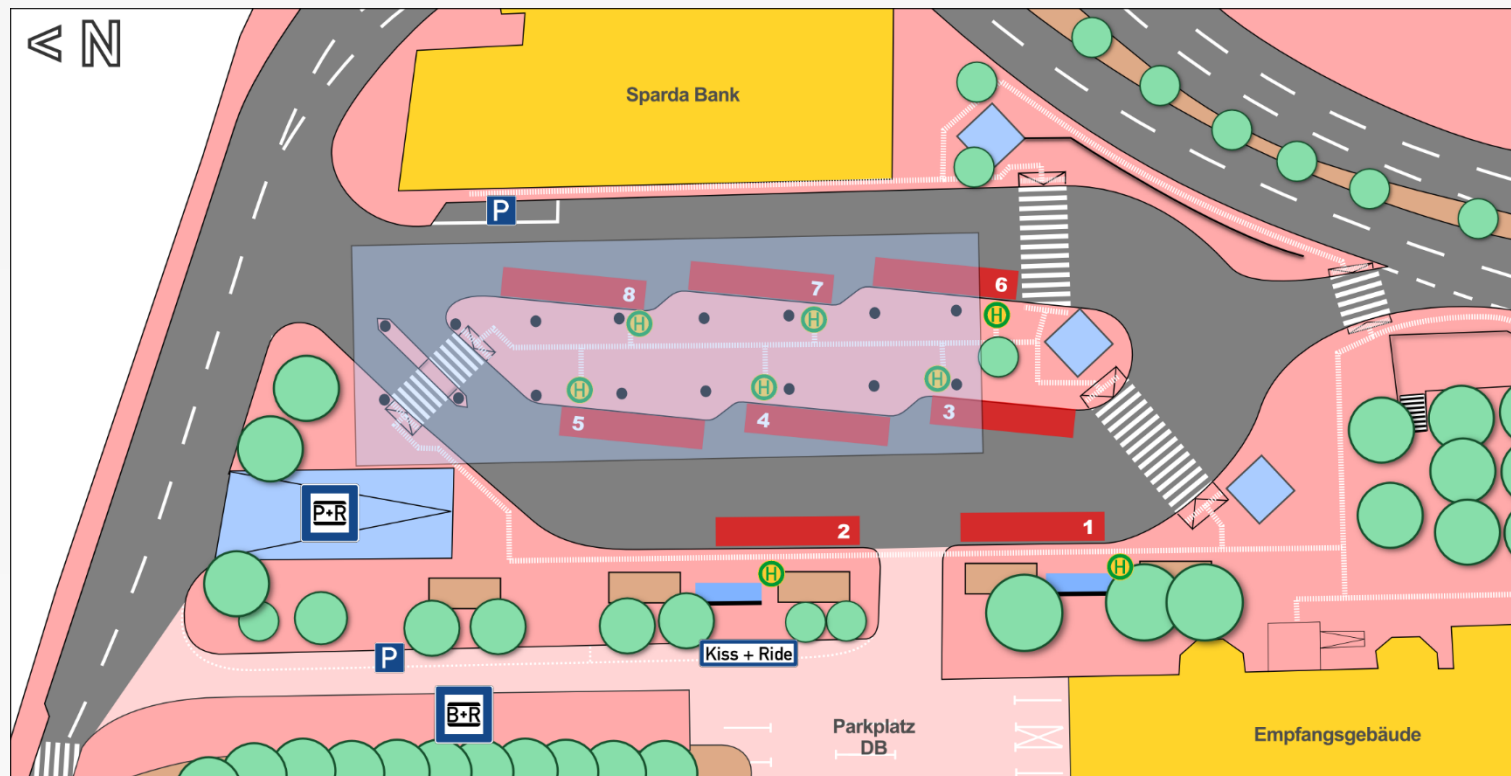 < N
Sparda Bank
P
8
7
6
H
H
H
H
H
H
5
4
3
P+R
2
1
H
H
P
Kiss + Ride
B+R
Parkplatz
DB
Empfangsgebäude